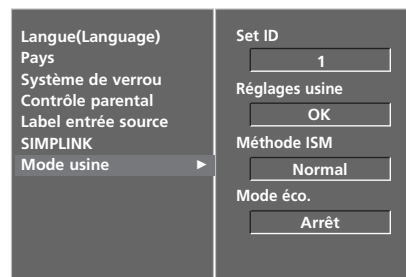 Langue(Language)
Pays
Système de verrou
Contrôle parental
Label entrée source
SIMPLINK
Mode usine ►
Set ID
1
Réglages usine
OK
Méthode ISM
Normal
Mode éco.
Arrêt